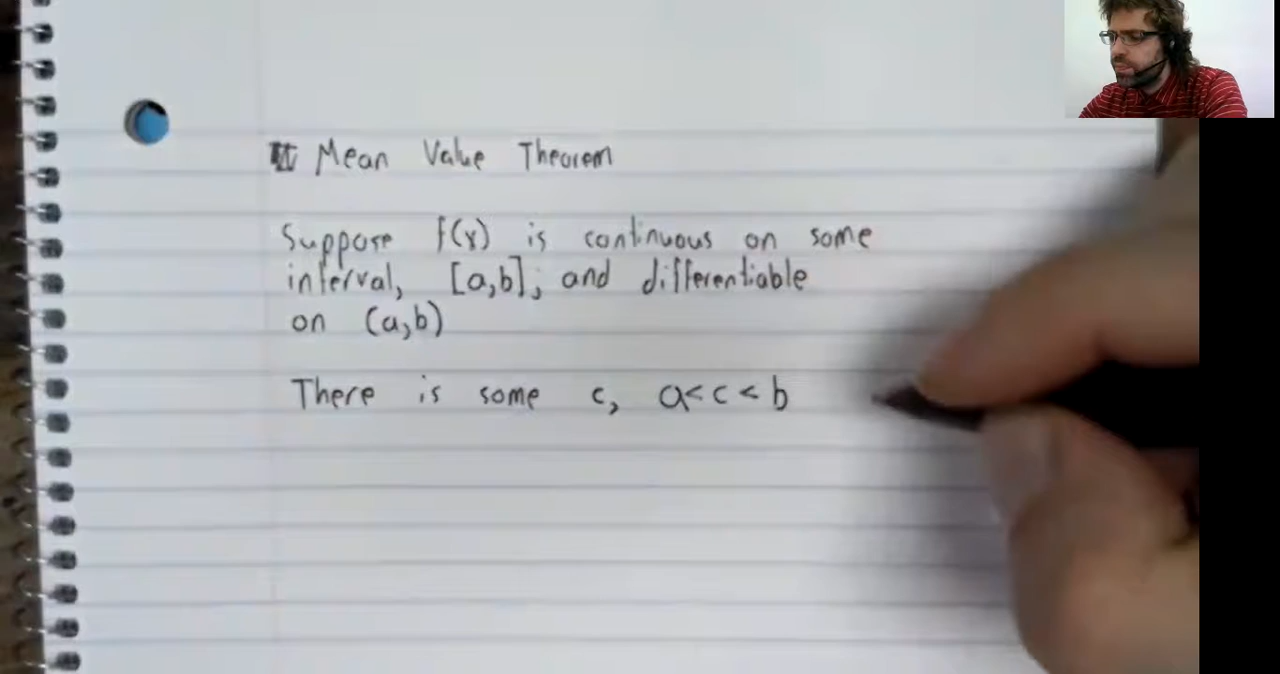 Mean Value Theorem
Suppose f(x) is continuous on some
interval, [a,b], and differentiable
on (a,b)
There is some c, a<c<b